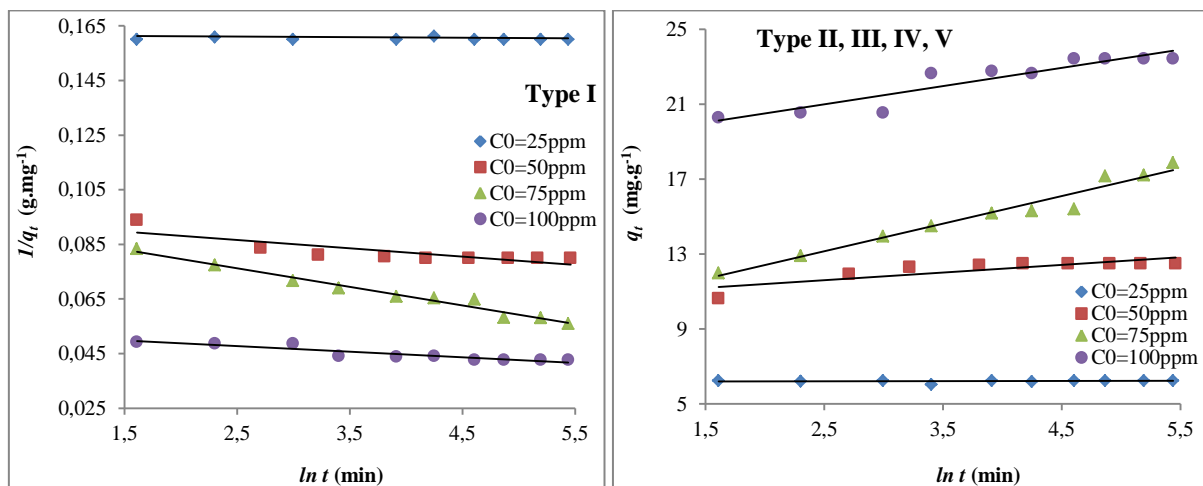 0,165
0,145
0,125
0,105
0,085
0,065
0,045
0,025
1/qt (g.mg-1)
Type I
C0=25ppm
C0=50ppm
C0=75ppm
C0=100ppm
1,5 2,5 3,5 4,5 5,5
ln t (min)
25
21
17
13
9
5
qt (mg.g-1)
Type II, III, IV, V
C0=25ppm
C0=50ppm
C0=75ppm
C0=100ppm
1,5 2,5 3,5 4,5 5,5
ln t (min)